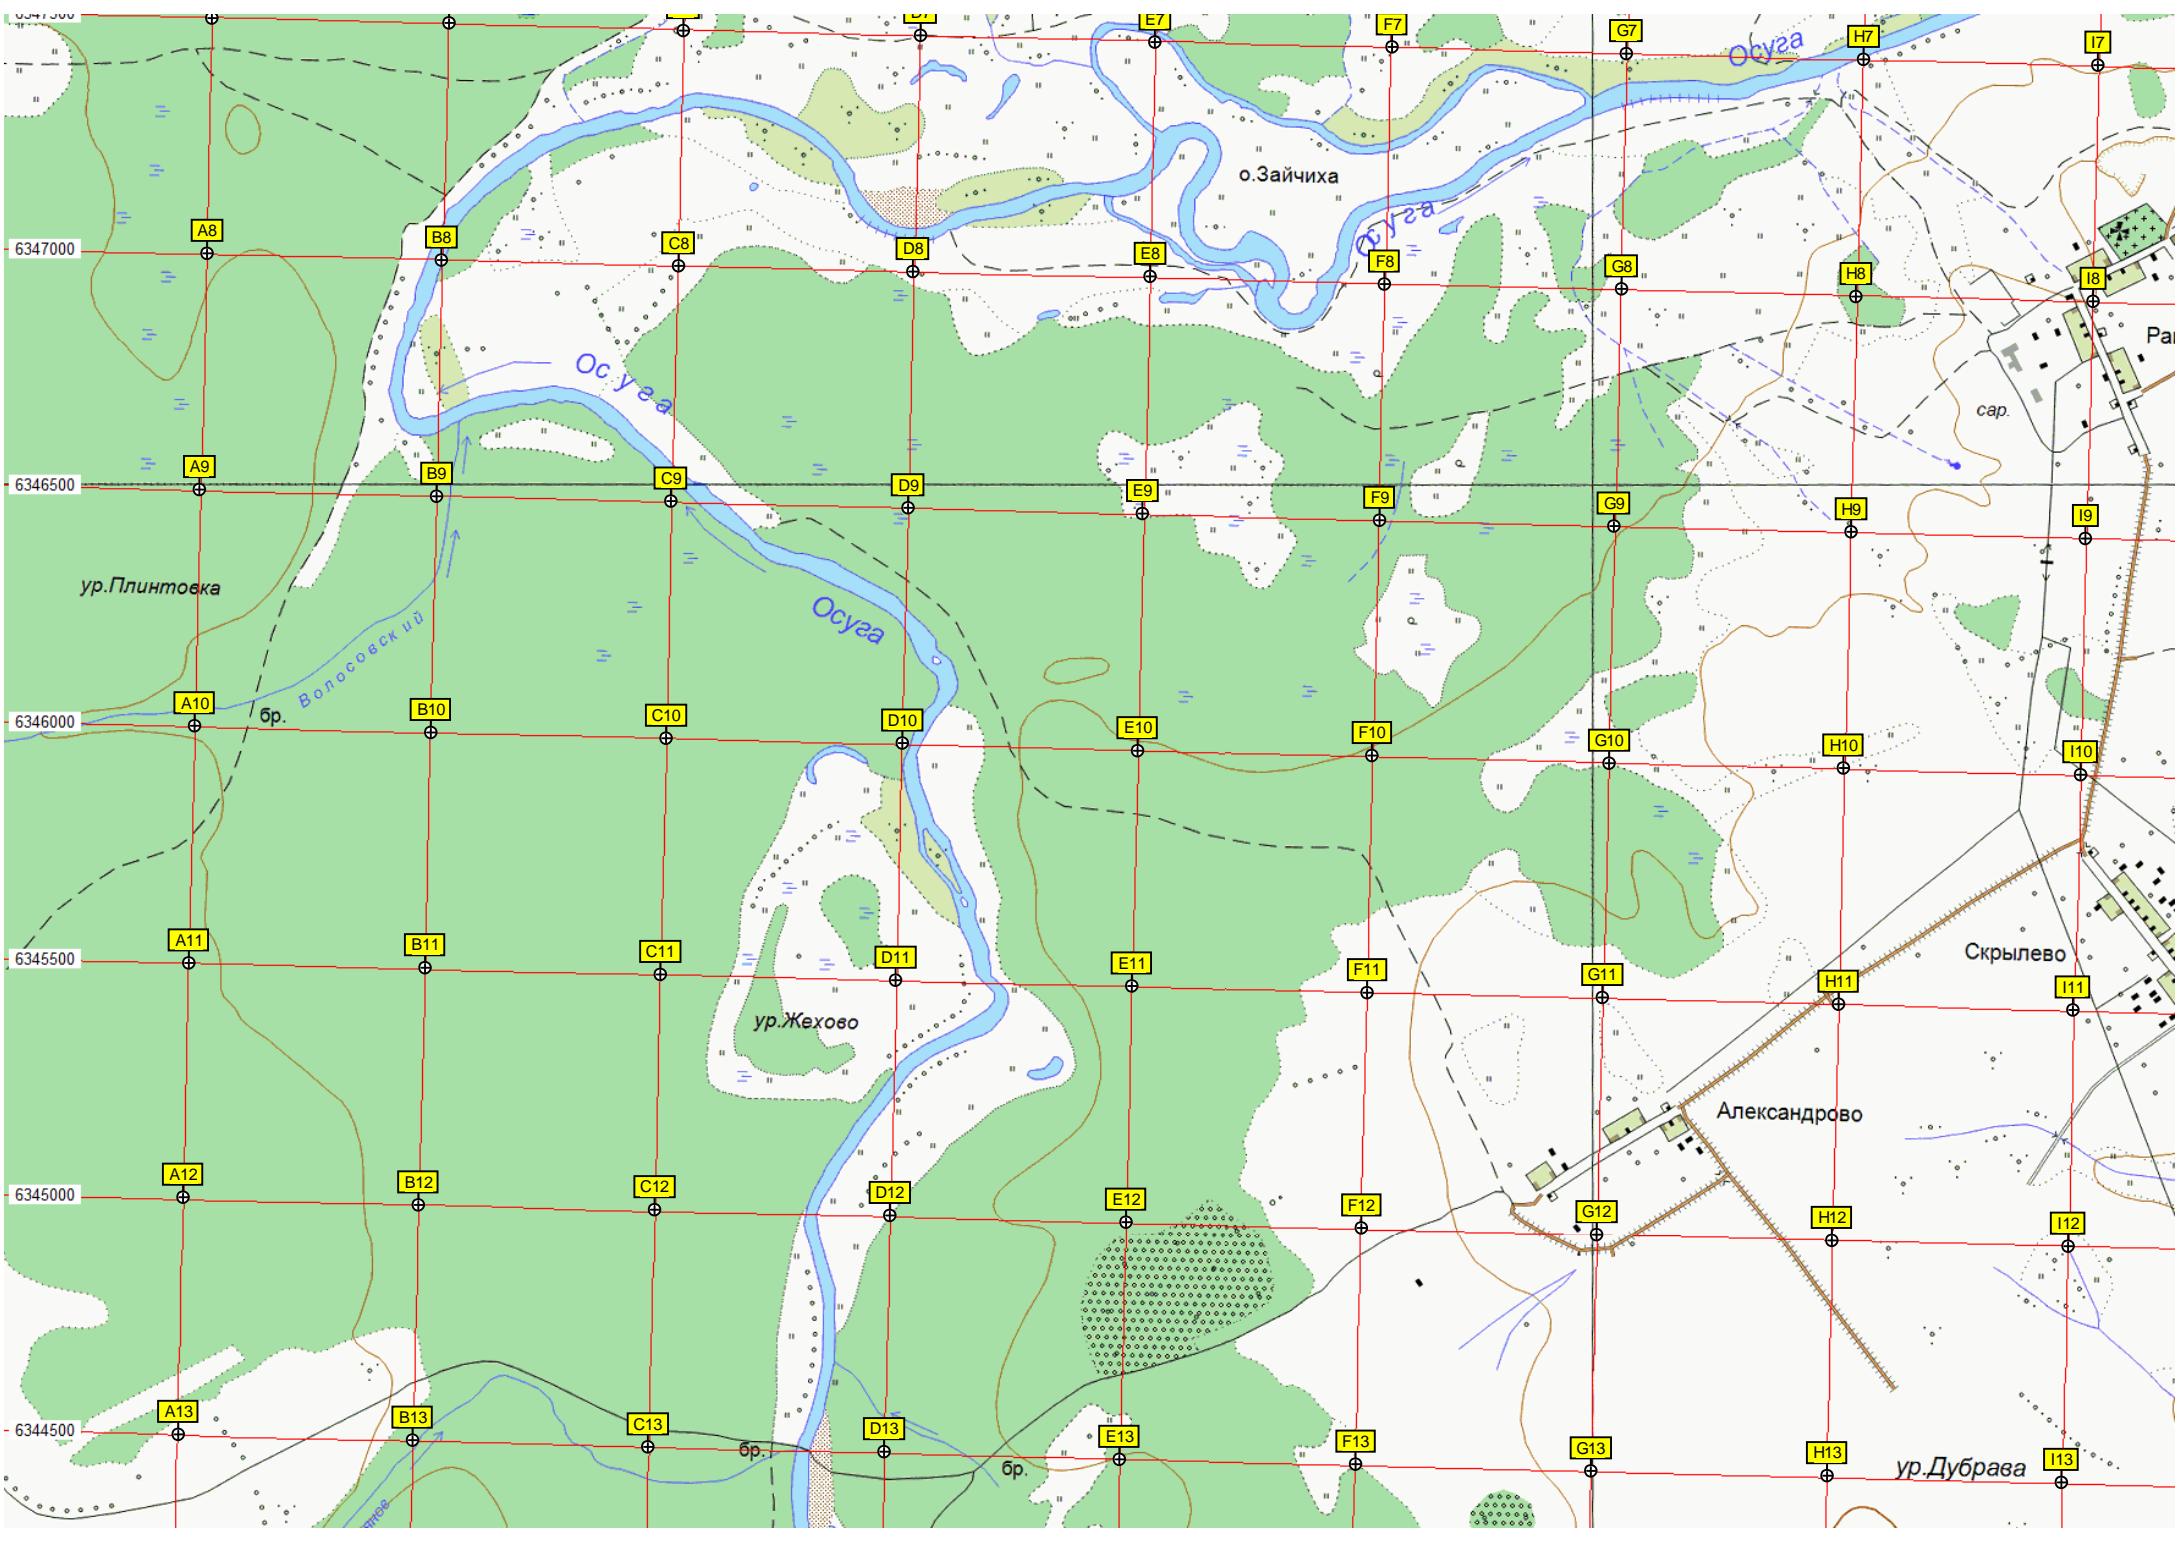 E7
F7
G7
Осуга
H7
I7
о.Зайчиха
Осуга
A8
6347000
B8
C8
D8
E8
F8
G8
H8
I8
Осуга
сар.
A9
6346500
B9
C9
D9
E9
F9
G9
H9
I9
ур.Плинтовка
Осуга
Волосовский
A10
6346000
бр.
B10
C10
D10
E10
F10
G10
H10
I10
A11
6345500
B11
C11
D11
E11
F11
G11
H11
I11
Скрылево
ур.Жехово
Александрово
A12
6345000
B12
C12
D12
E12
F12
G12
H12
I12
A13
6344500
B13
C13
бр.
D13
бр.
E13
F13
G13
H13
ур.Дубрава
I13